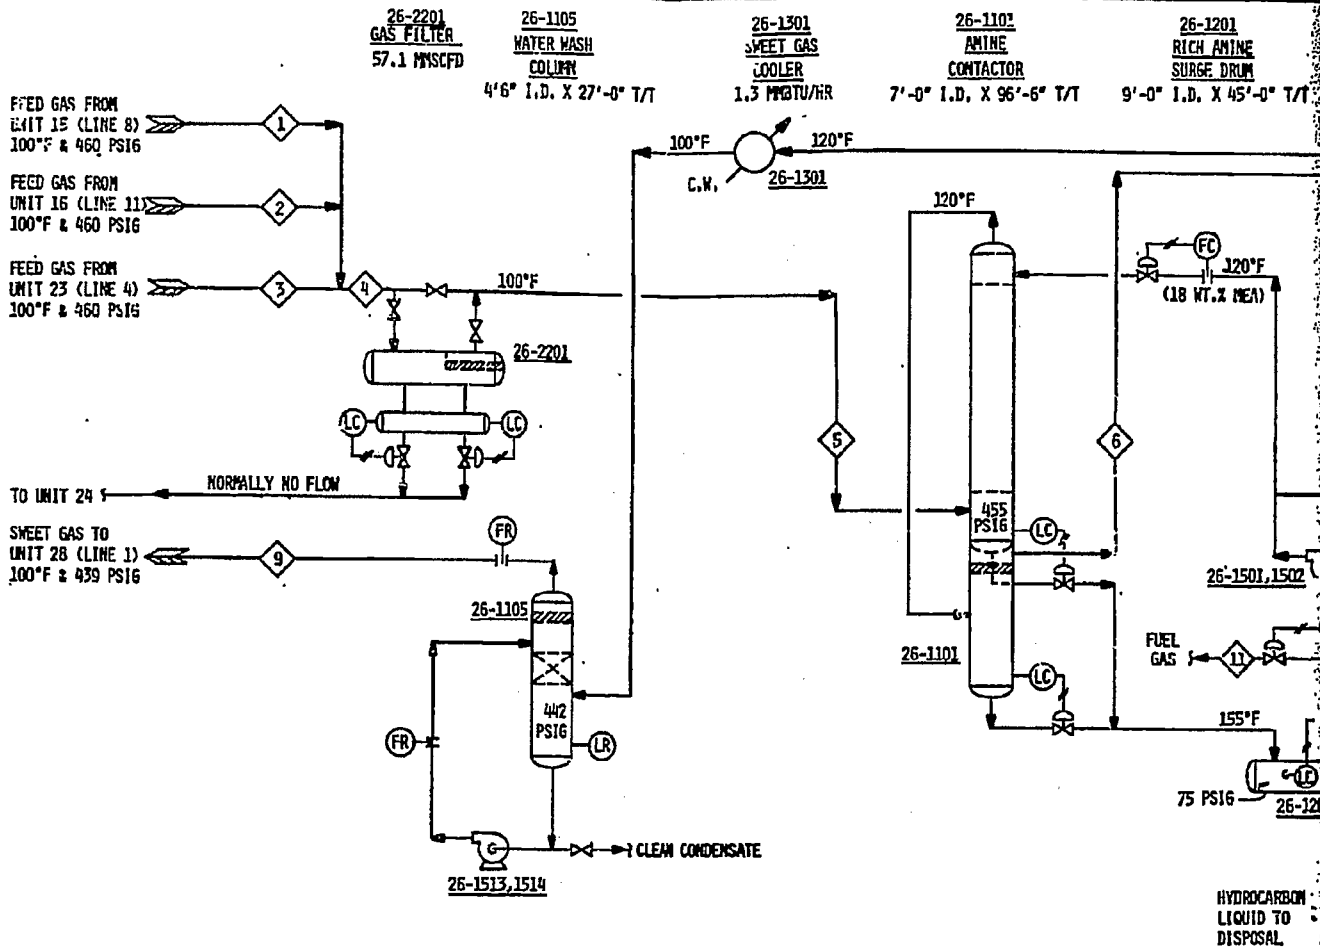 26-2201
GAS FILTER
57.1 MMSCFD
26-1105
WATER WASH
COLUMN
4'6" I.D. X 27'-0" T/T
26-1301
SWEET GAS
COOLER
1.3 MMBTU/HR
26-1101
AMINE
CONTACTOR
7'-0" I.D. X 96'-6" T/T
26-1201
RICH AMINE
SURGE DRUM
9'-0" I.D. X 45'-0" T/T
FEED GAS FROM
UNIT 15 (LINE 8)
100°F & 460 PSIG
1
FEED GAS FROM
UNIT 16 (LINE 11)
100°F & 460 PSIG
2
FEED GAS FROM
UNIT 23 (LINE 4)
100°F & 460 PSIG
3
4
100°F
26-2201
LC
LC
TO UNIT 24
NORMALLY NO FLOW
SWEET GAS TO
UNIT 28 (LINE 1)
100°F & 439 PSIG
9
FR
26-1105
442
PSIG
FR
LR
CLEAN CONDENSATE
26-1513,1514
100°F
120°F
C.W.
26-1301
120°F
FC
120°F
(18 WT.% MEA)
5
6
455
PSIG
LC
26-1101
LC
26-1501,1502
FUEL
GAS
11
155°F
LC
75 PSIG
HYDROCARBON
LIQUID TO
DISPOSAL